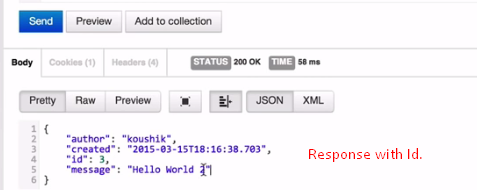 Send Preview Add to collection
Body Cookies (1) Headers (4) STATUS 200 OK TIME 58 ms
Pretty Raw Preview JSON XML
1 {
2 "author": "koushik",
3 "created": "2015-03-15T18:16:38.703",
4 "id": 3,
5 "message": "Hello World 2"
6 }
Response with Id.